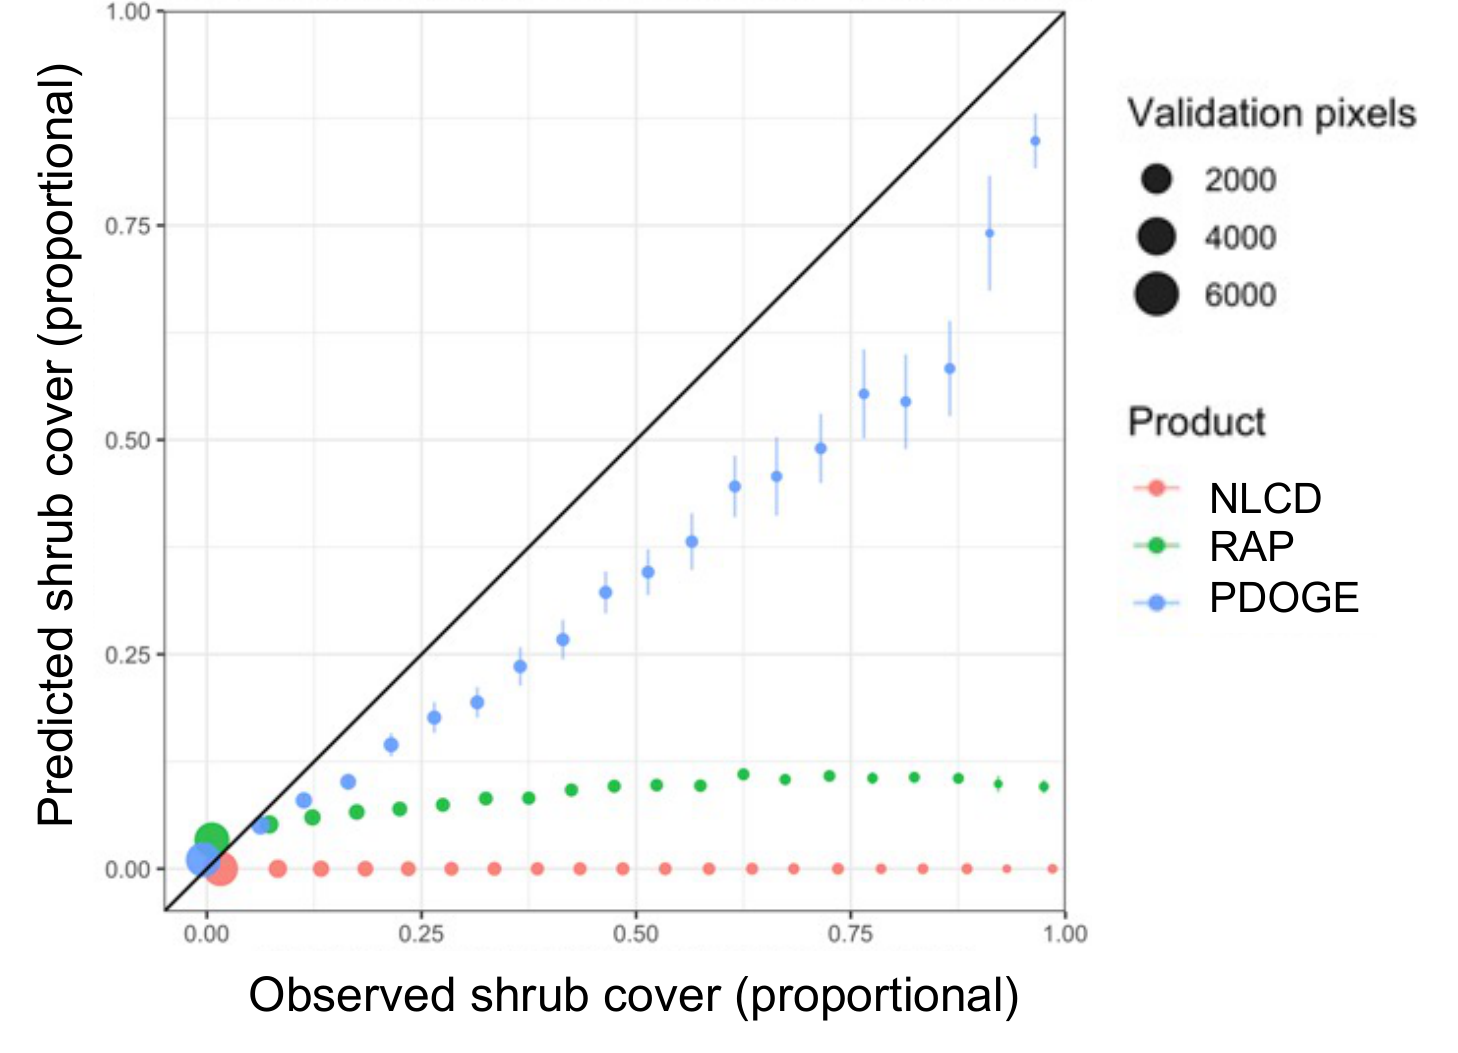 Predicted shrub cover (proportional)
1.00
0.75
0.50
0.25
0.00
0.00 0.25 0.50 0.75 1.00
Observed shrub cover (proportional)
Validation pixels
2000
4000
6000
Product
NLCD
RAP
PDOGE